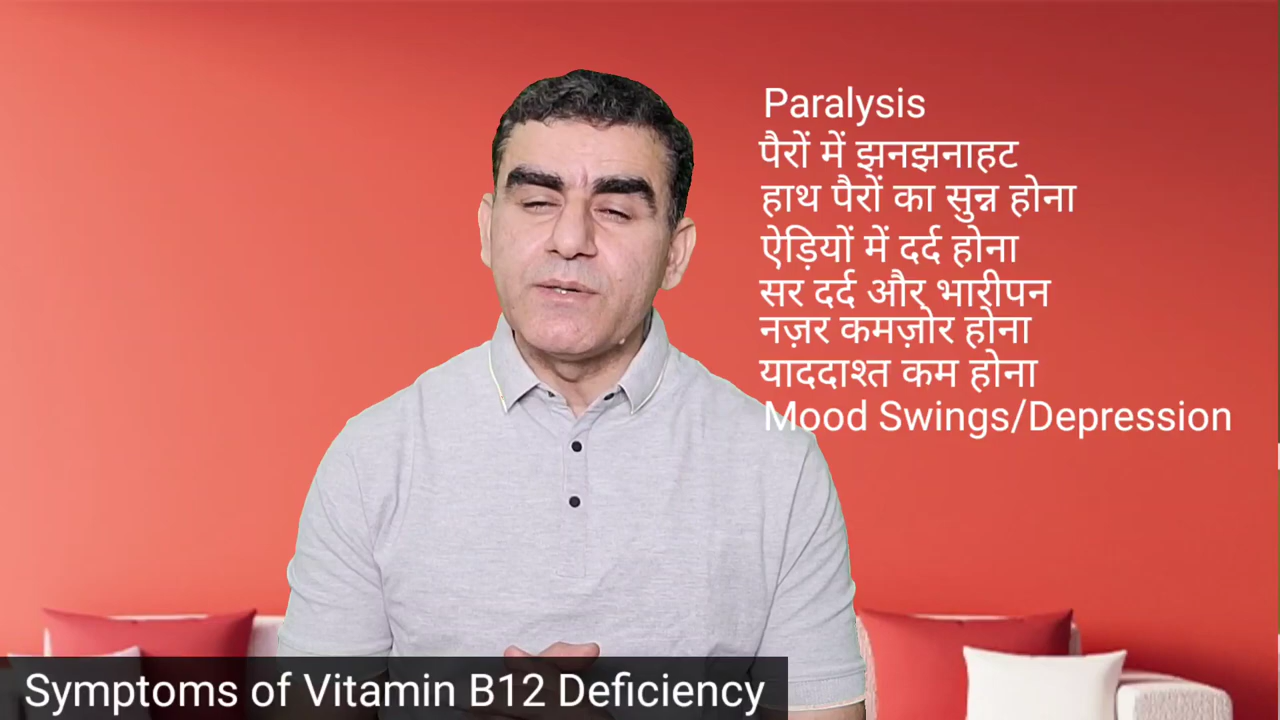 Paralysis
पैरों में झनझनाहट
हाथ पैरों का सुन्न होना
ऐड़ियों में दर्द होना
सर दर्द और भारीपन
नज़र कमज़ोर होना
याददाश्त कम होना
Mood Swings/Depression
Symptoms of Vitamin B12 Deficiency